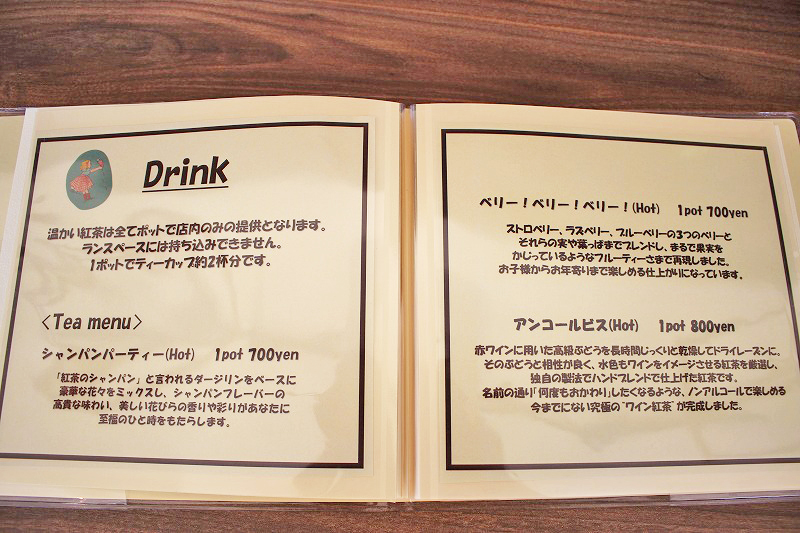 Drink
温かい紅茶は全てポットで店内のみの提供となります。
ランスペースには持ち込みできません。
1ポットでティーカップ約2杯分です。
<Tea menu>
シャンパンパーティー(Hot) 1pot 700yen
「紅茶のシャンパン」と言われるダージリンをベースに
豪華な花々をミックスし、シャンパンフレーバーの
高貴な味わい、美しい花びらの香りや彩りがあなたに
至福のひと時をもたらします。
ベリー!ベリー!ベリー!(Hot) 1pot 700yen
ストロベリー、ラズベリー、ブルーベリーの3つのベリーと
それらの実や葉っぱまでブレンドし、まるで果実を
かじっているようなフルーティーさまで再現しました。
お子様からお年寄りまで楽しめる仕上がりになっています。
アンコールビス(Hot) 1pot 800yen
赤ワインに用いた高級ぶどうを長時間じっくりと乾燥してドライレーズンに。
そのぶどうと相性が良く、水色もワインをイメージさせる紅茶を厳選し、
独自の製法でハンドブレンドで仕上げた紅茶です。
名前の通り「何度もおかわり」したくなるような、ノンアルコールで楽しめる
今までにない究極の"ワイン紅茶"が完成しました。